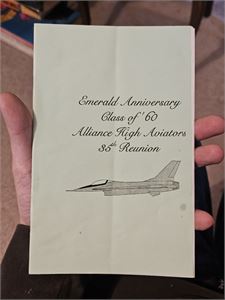 Emerald Anniversary
Class of '60
Alliance High Aviators
35th Reunion